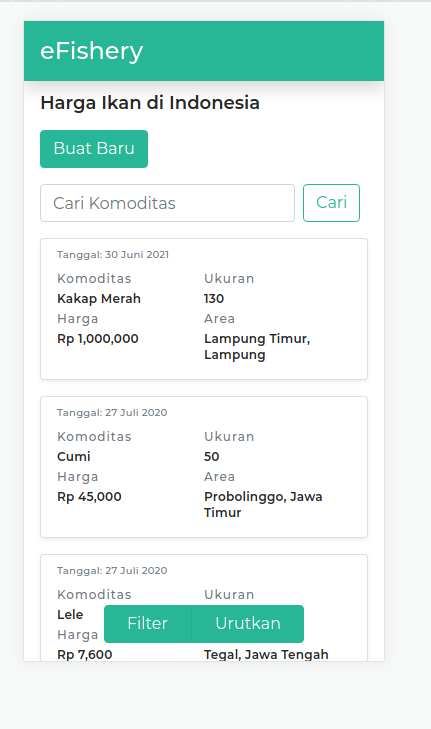 eFishery
Harga Ikan di Indonesia
Buat Baru
Cari Komoditas
Cari
Tanggal: 30 Juni 2021
Komoditas Ukuran
Kakap Merah 130
Harga Area
Rp 1,000,000 Lampung Timur,
Lampung
Tanggal: 27 Juli 2020
Komoditas Ukuran
Cumi 50
Harga Area
Rp 45,000 Probolinggo, Jawa
Timur
Tanggal: 27 Juli 2020
Komoditas Ukuran
Lele
Filter Urutkan
Harga
Rp 7,600 Tegal, Jawa Tengah